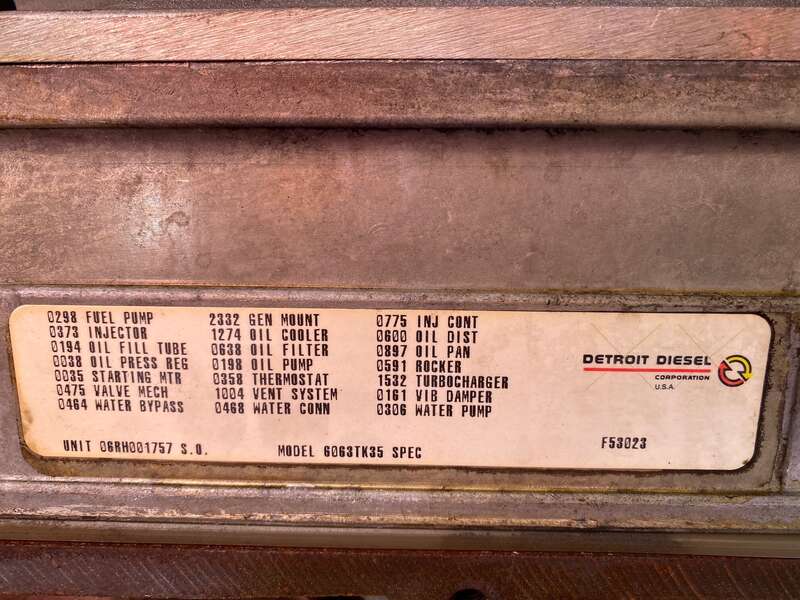 0298 FUEL PUMP 2332 GEN MOUNT 0775 INJ CONT
0373 INJECTOR 1274 OIL COOLER 0600 OIL DIST
0194 OIL FILL TUBE 0638 OIL FILTER 0897 OIL PAN
0038 OIL PRESS REG 0198 OIL PUMP 0591 ROCKER
0035 STARTING MTR 0358 THERMOSTAT 1532 TURBOCHARGER
0475 VALVE MECH 1004 VENT SYSTEM 0161 VIB DAMPER
0464 WATER BYPASS 0468 WATER CONN 0306 WATER PUMP
DETROIT DIESEL
CORPORATION
U.S.A.
UNIT 06RH001757 S.O. MODEL 6063TK35 SPEC F53023